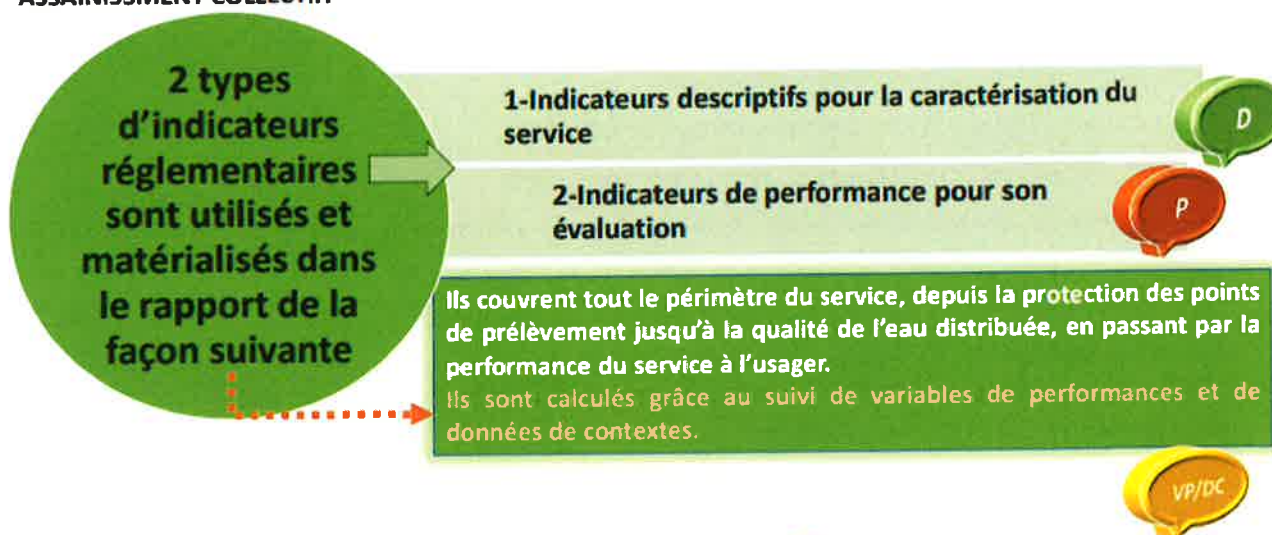 ASSAINISSEMENT COLLECTIF
2 types
d'indicateurs
réglementaires
sont utilisés et
matérialisés dans
le rapport de la
façon suivante
1-Indicateurs descriptifs pour la caractérisation du
service
D
2-Indicateurs de performance pour son
évaluation
P
Ils couvrent tout le périmètre du service, depuis la protection des points
de prélèvement jusqu'à la qualité de l'eau distribuée, en passant par la
performance du service à l'usager.
Ils sont calculés grâce au suivi de variables de performances et de
données de contextes.
VP/DC